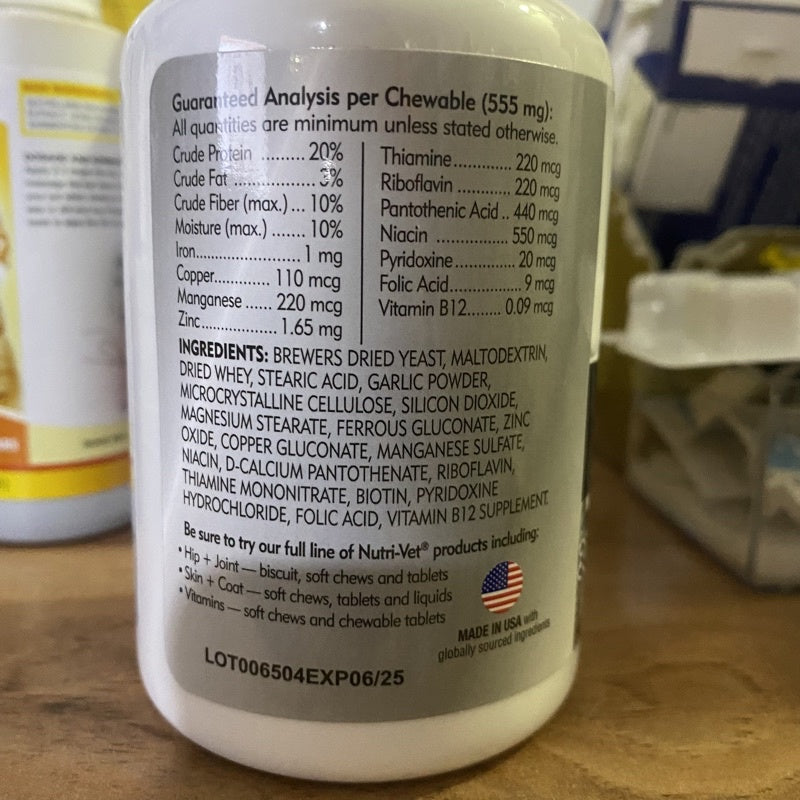 Guaranteed Analysis per Chewable (555 mg):
All quantities are minimum unless stated otherwise.
Crude Protein ......... 20%
Crude Fat ............... 3%
Crude Fiber (max.) ... 10%
Moisture (max.) ....... 10%
Iron....................... 1 mg
Copper............ 110 mcg
Manganese ...... 220 mcg
Zinc................. 1.65 mg
Thiamine............ 220 mcg
Riboflavin ........... 220 mcg
Pantothenic Acid .. 440 mcg
Niacin ................ 550 mcg
Pyridoxine............. 20 mcg
Folic Acid................ 9 mcg
Vitamin B12....... 0.09 mcg
INGREDIENTS: BREWERS DRIED YEAST, MALTODEXTRIN,
DRIED WHEY, STEARIC ACID, GARLIC POWDER,
MICROCRYSTALLINE CELLULOSE, SILICON DIOXIDE,
MAGNESIUM STEARATE, FERROUS GLUCONATE, ZINC
OXIDE, COPPER GLUCONATE, MANGANESE SULFATE,
NIACIN, D-CALCIUM PANTOTHENATE, RIBOFLAVIN,
THIAMINE MONONITRATE, BIOTIN, PYRIDOXINE
HYDROCHLORIDE, FOLIC ACID, VITAMIN B12 SUPPLEMENT.
Be sure to try our full line of Nutri-Vet® products including:
• Hip + Joint — biscuit, soft chews and tablets
• Skin + Coat — soft chews, tablets and liquids
• Vitamins — soft chews and chewable tablets
MADE IN USA with
globally sourced ingredients
LOT006504EXP06/25